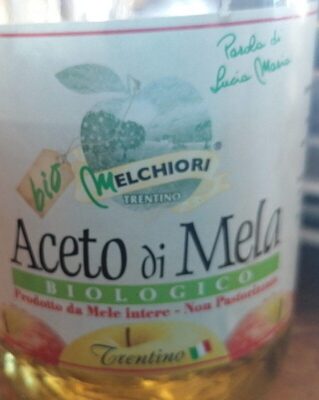 Parola di
Lucia Maria
bio
MELCHIORI
TRENTINO
Aceto di Mela
BIOLOGICO
Prodotto da Mele intere - Non Pastorizzato
Trentino